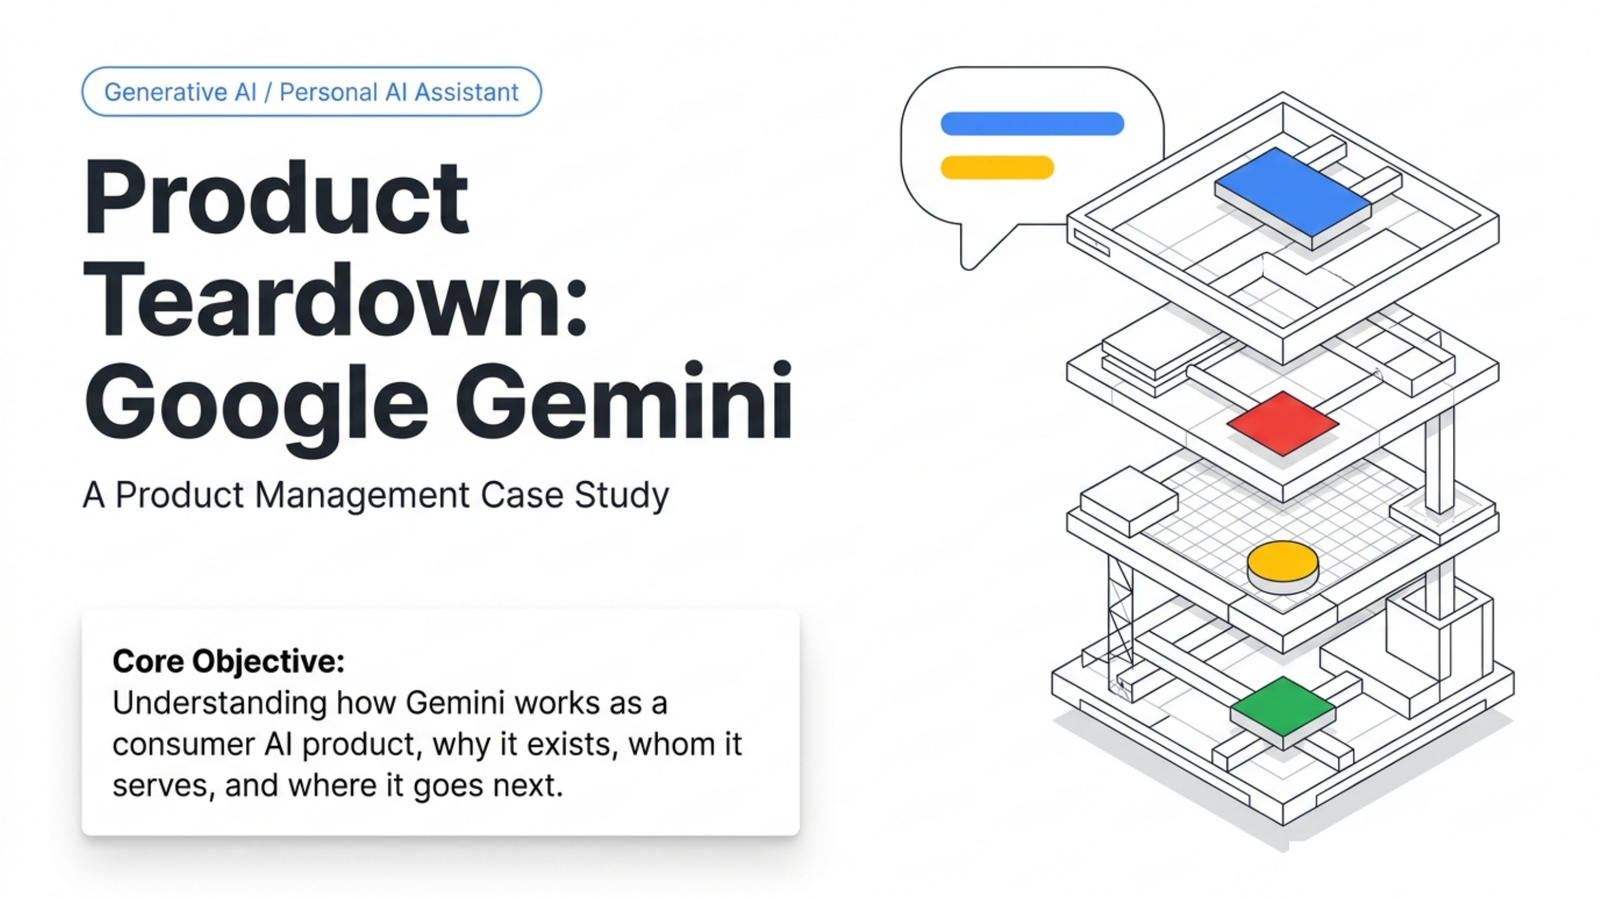 Generative AI / Personal AI Assistant
Product
Teardown:
Google Gemini
A Product Management Case Study
Core Objective:
Understanding how Gemini works as a
consumer AI product, why it exists, whom it
serves, and where it goes next.